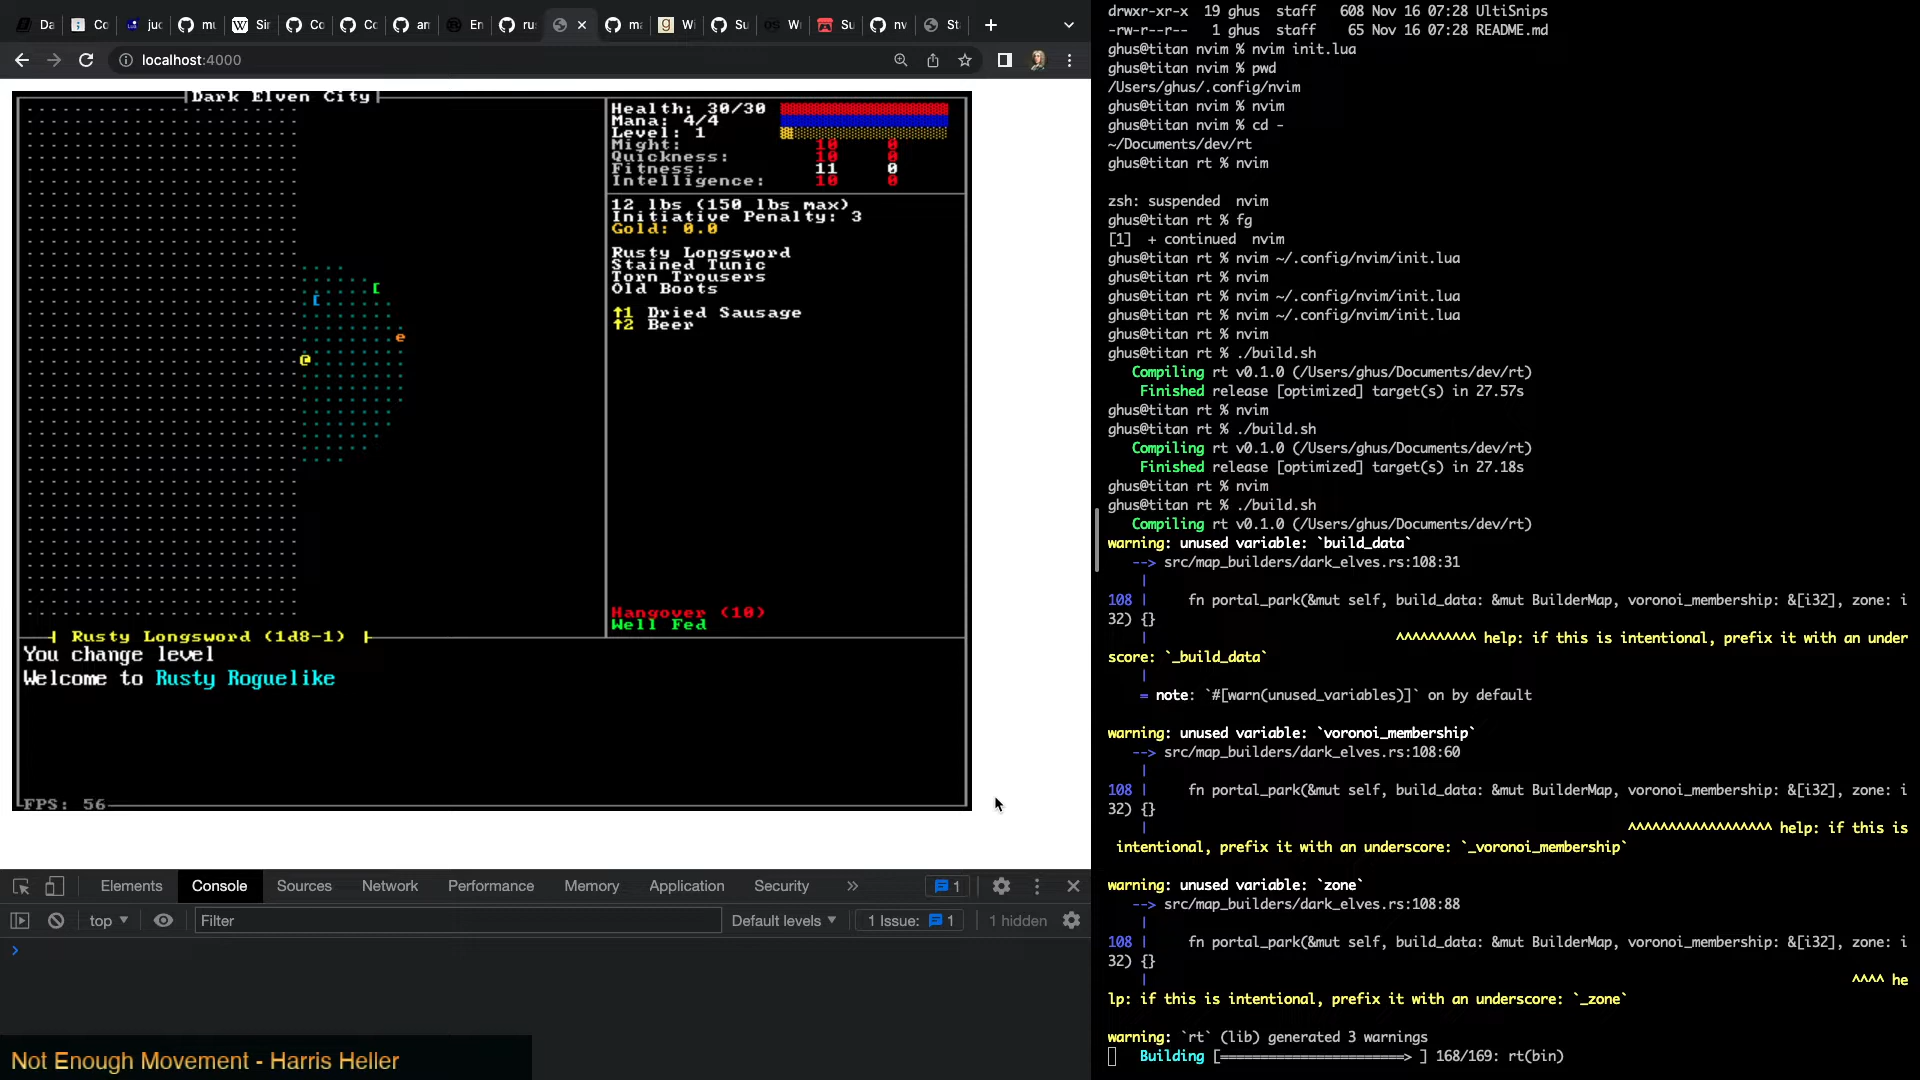 Da
Co
juc
mu
Sir
Co
Cc
an
En
ru:
ma
Wi
Su
Wi
Su
nv
St
localhost:4000
Dark Elven City
Health: 30/30
Mana: 4/4
Level: 1
Might: 10 0
Quickness: 10 0
Fitness: 11 0
Intelligence: 10 0
12 lbs (150 lbs max)
Initiative Penalty: 3
Gold: 0.0
Rusty Longsword
Stained Tunic
Torn Trousers
Old Boots
↑1 Dried Sausage
↑2 Beer
Hangover (10)
Well Fed
Rusty Longsword (1d8-1)
You change level
Welcome to Rusty Roguelike
FPS: 56
Elements Console Sources Network Performance Memory Application Security » 1
top ▼ Filter Default levels ▼ 1 Issue: 1 1 hidden
>
Not Enough Movement - Harris Heller
drwxr-xr-x 19 ghus staff 608 Nov 16 07:28 UltiSnips
-rw-r--r-- 1 ghus staff 65 Nov 16 07:28 README.md
ghus@titan nvim % nvim init.lua
ghus@titan nvim % pwd
/Users/ghus/.config/nvim
ghus@titan nvim % nvim
ghus@titan nvim % cd -
~/Documents/dev/rt
ghus@titan rt % nvim
zsh: suspended nvim
ghus@titan rt % fg
[1] + continued nvim
ghus@titan rt % nvim ~/.config/nvim/init.lua
ghus@titan rt % nvim
ghus@titan rt % nvim ~/.config/nvim/init.lua
ghus@titan rt % nvim ~/.config/nvim/init.lua
ghus@titan rt % nvim
ghus@titan rt % ./build.sh
Compiling rt v0.1.0 (/Users/ghus/Documents/dev/rt)
Finished release [optimized] target(s) in 27.57s
ghus@titan rt % nvim
ghus@titan rt % ./build.sh
Compiling rt v0.1.0 (/Users/ghus/Documents/dev/rt)
Finished release [optimized] target(s) in 27.18s
ghus@titan rt % nvim
ghus@titan rt % ./build.sh
Compiling rt v0.1.0 (/Users/ghus/Documents/dev/rt)
warning: unused variable: `build_data`
--> src/map_builders/dark_elves.rs:108:31
|
108 | fn portal_park(&mut self, build_data: &mut BuilderMap, voronoi_membership: &[i32], zone: i
32) {}
| ^^^^^^^^^^ help: if this is intentional, prefix it with an under
score: `_build_data`
|
= note: `#[warn(unused_variables)]` on by default
warning: unused variable: `voronoi_membership`
--> src/map_builders/dark_elves.rs:108:60
|
108 | fn portal_park(&mut self, build_data: &mut BuilderMap, voronoi_membership: &[i32], zone: i
32) {}
| ^^^^^^^^^^^^^^^^^^ help: if this is
intentional, prefix it with an underscore: `_voronoi_membership`
warning: unused variable: `zone`
--> src/map_builders/dark_elves.rs:108:88
|
108 | fn portal_park(&mut self, build_data: &mut BuilderMap, voronoi_membership: &[i32], zone: i
32) {}
| ^^^^ he
lp: if this is intentional, prefix it with an underscore: `_zone`
warning: `rt` (lib) generated 3 warnings
Building [=======================> ] 168/169: rt(bin)